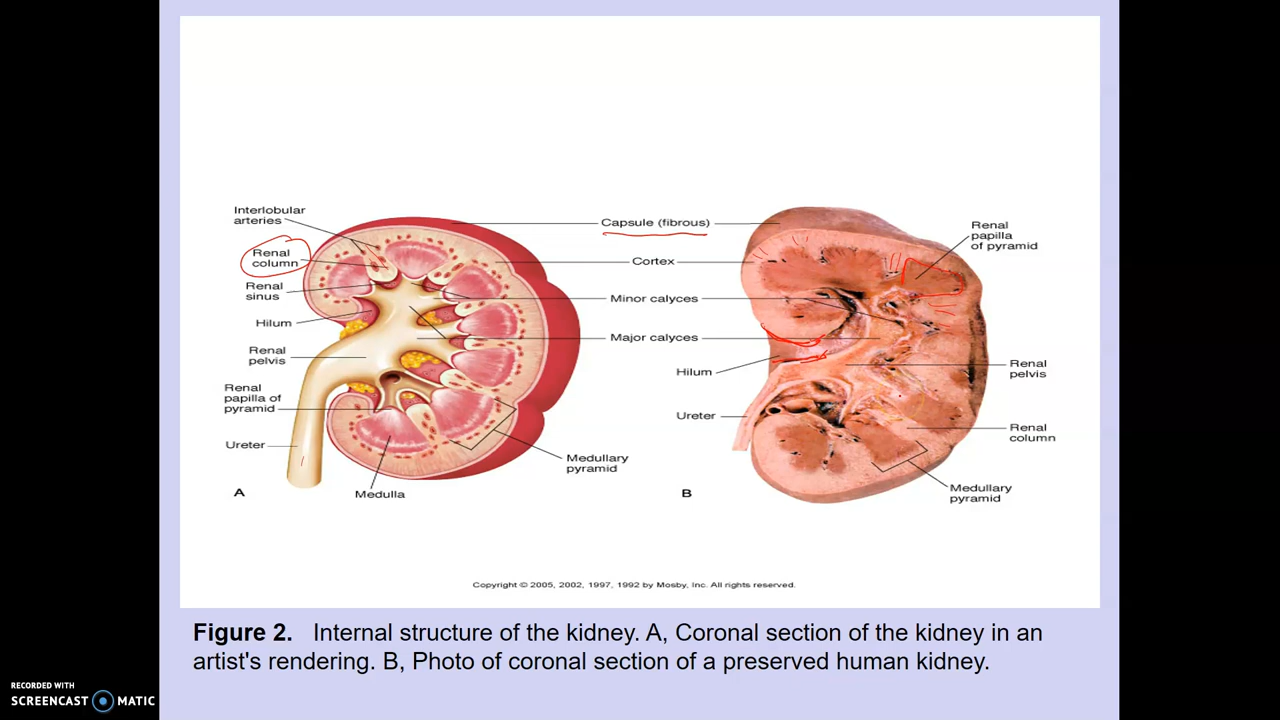 Interlobular
arteries
Renal
column
Renal
sinus
Hilum
Renal
pelvis
Renal
papilla of
pyramid
Ureter
A
Medulla
Medullary
pyramid
Capsule (fibrous)
Cortex
Minor calyces
Major calyces
Hilum
Ureter
B
Renal
papilla
of pyramid
Renal
pelvis
Renal
column
Medullary
pyramid
Copyright © 2005, 2002, 1997, 1992 by Mosby, Inc. All rights reserved.
Figure 2. Internal structure of the kidney. A, Coronal section of the kidney in an
artist's rendering. B, Photo of coronal section of a preserved human kidney.
RECORDED WITH
SCREENCAST MATIC